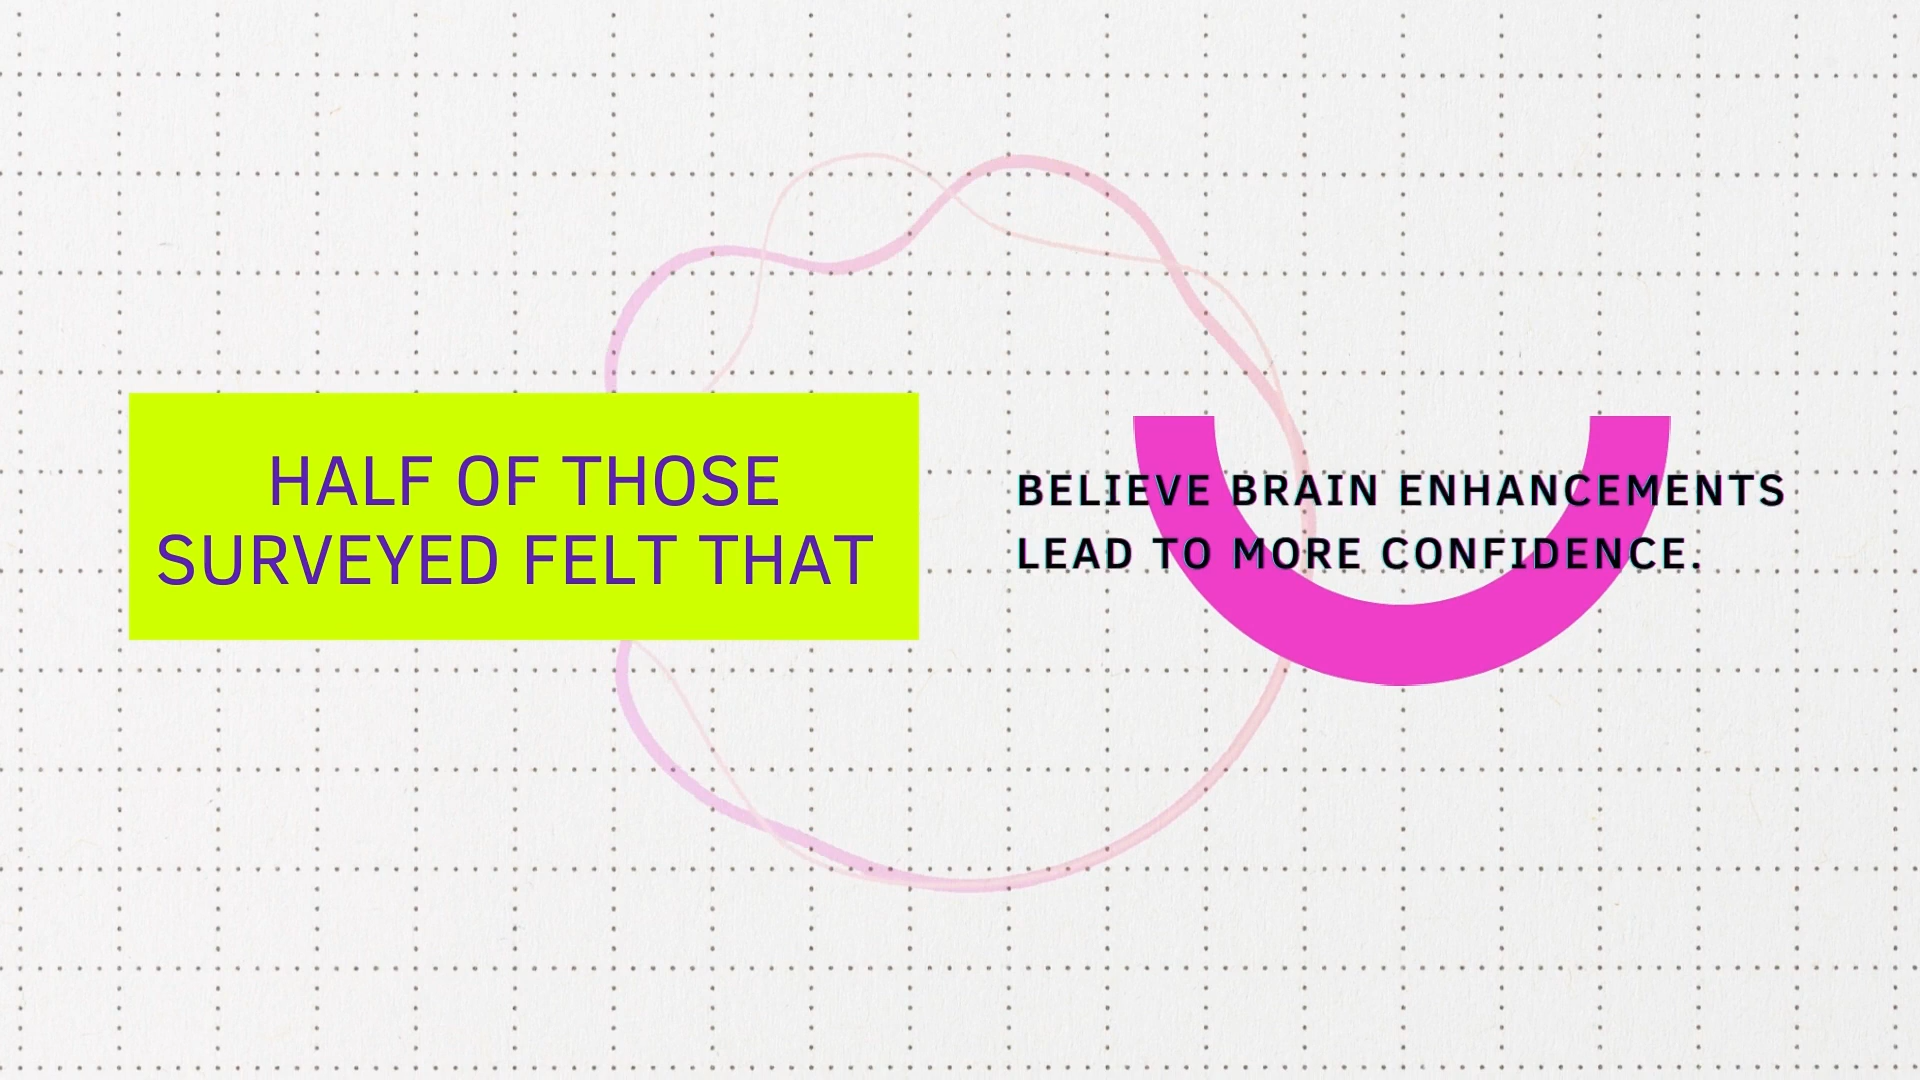 HALF OF THOSE
SURVEYED FELT THAT
BELIEVE BRAIN ENHANCEMENTS
LEAD TO MORE CONFIDENCE.